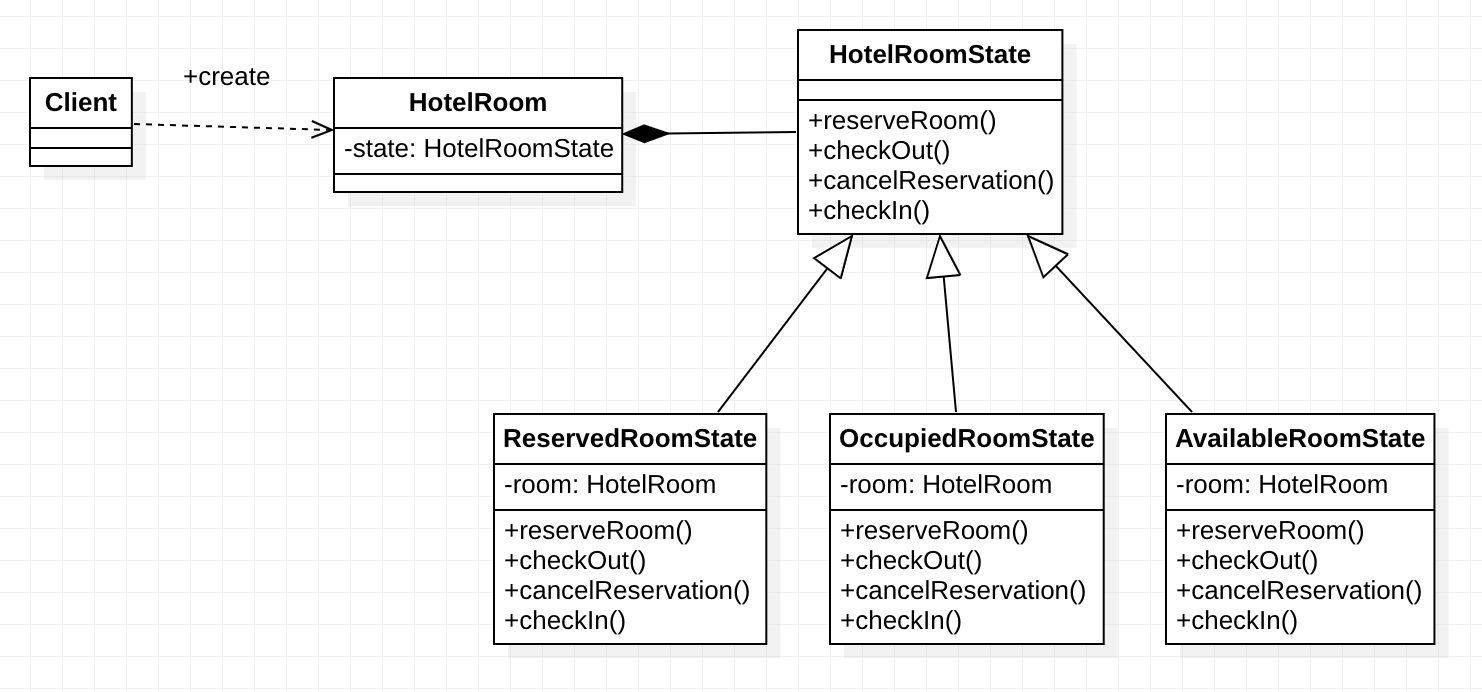 Client
+create
HotelRoom
-state: HotelRoomState
HotelRoomState
+reserveRoom()
+checkOut()
+cancelReservation()
+checkIn()
ReservedRoomState
-room: HotelRoom
+reserveRoom()
+checkOut()
+cancelReservation()
+checkIn()
OccupiedRoomState
-room: HotelRoom
+reserveRoom()
+checkOut()
+cancelReservation()
+checkIn()
AvailableRoomState
-room: HotelRoom
+reserveRoom()
+checkOut()
+cancelReservation()
+checkIn()